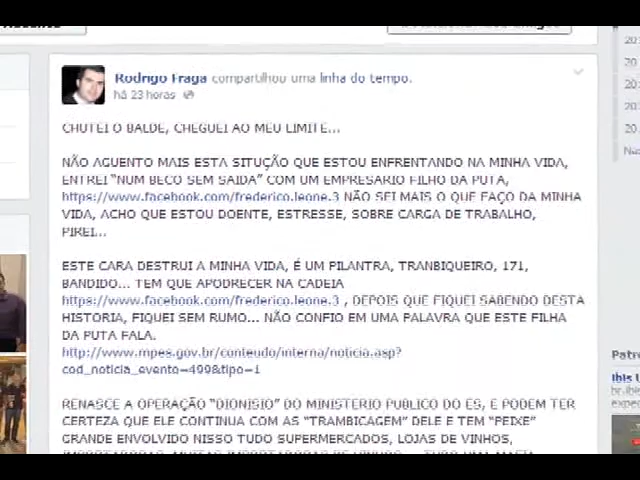 Rodrigo Fraga compartilhou uma linha do tempo.
há 23 horas
CHUTEI O BALDE, CHEGUEI AO MEU LIMITE...
NÃO AGUENTO MAIS ESTA SITUÇÃO QUE ESTOU ENFRENTANDO NA MINHA VIDA,
ENTREI "NUM BECO SEM SAIDA" COM UM EMPRESARIO FILHO DA PUTA,
https://www.facebook.com/frederico.leone.3 NÃO SEI MAIS O QUE FAÇO DA MINHA
VIDA, ACHO QUE ESTOU DOENTE, ESTRESSE, SOBRE CARGA DE TRABALHO,
PIREI...
ESTE CARA DESTRUI A MINHA VIDA, É UM PILANTRA, TRANBIQUEIRO, 171,
BANDIDO... TEM QUE APODRECER NA CADEIA
https://www.facebook.com/frederico.leone.3 , DEPOIS QUE FIQUEI SABENDO DESTA
HISTORIA, FIQUEI SEM RUMO... NÃO CONFIO EM UMA PALAVRA QUE ESTE FILHA
DA PUTA FALA.
http://www.mpes.gov.br/conteudo/interna/noticia.asp?
cod_noticia_evento=499&tipo=1
RENASCE A OPERAÇÃO "DIONISIO" DO MINISTERIO PUBLICO DO ES, E PODEM TER
CERTEZA QUE ELE CONTINUA COM AS "TRAMBICAGEM" DELE E TEM "PEIXE"
GRANDE ENVOLVIDO NISSO TUDO SUPERMERCADOS, LOJAS DE VINHOS,